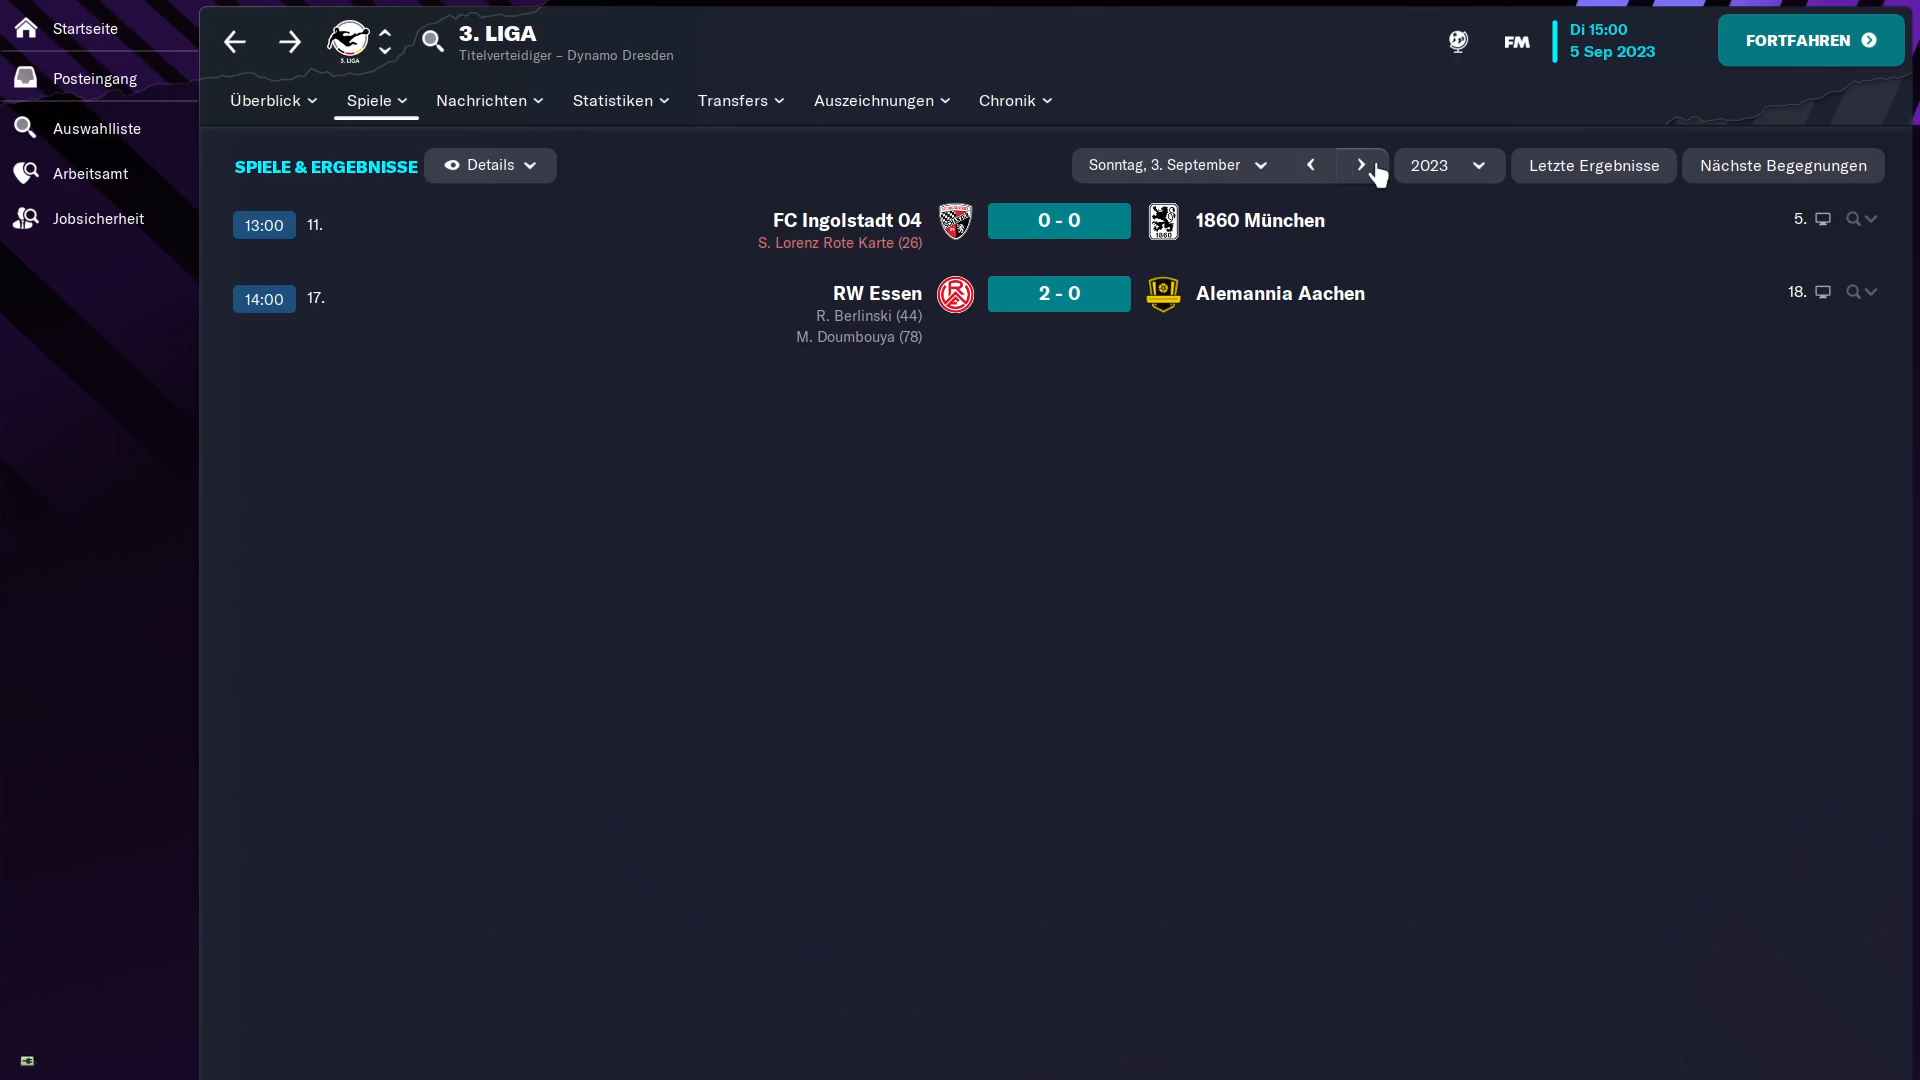 Startseite
Posteingang
Auswahlliste
Arbeitsamt
Jobsicherheit
3. LIGA
3. LIGA
Titelverteidiger – Dynamo Dresden
FM
Di 15:00
5 Sep 2023
FORTFAHREN
Überblick
Spiele
Nachrichten
Statistiken
Transfers
Auszeichnungen
Chronik
SPIELE & ERGEBNISSE
Details
Sonntag, 3. September
2023
Letzte Ergebnisse
Nächste Begegnungen
13:00 11. FC Ingolstadt 04 0 - 0 1860 1860 München 5.
S. Lorenz Rote Karte (26)
14:00 17. RW Essen 2 - 0 Alemannia Aachen 18.
R. Berlinski (44)
M. Doumbouya (78)